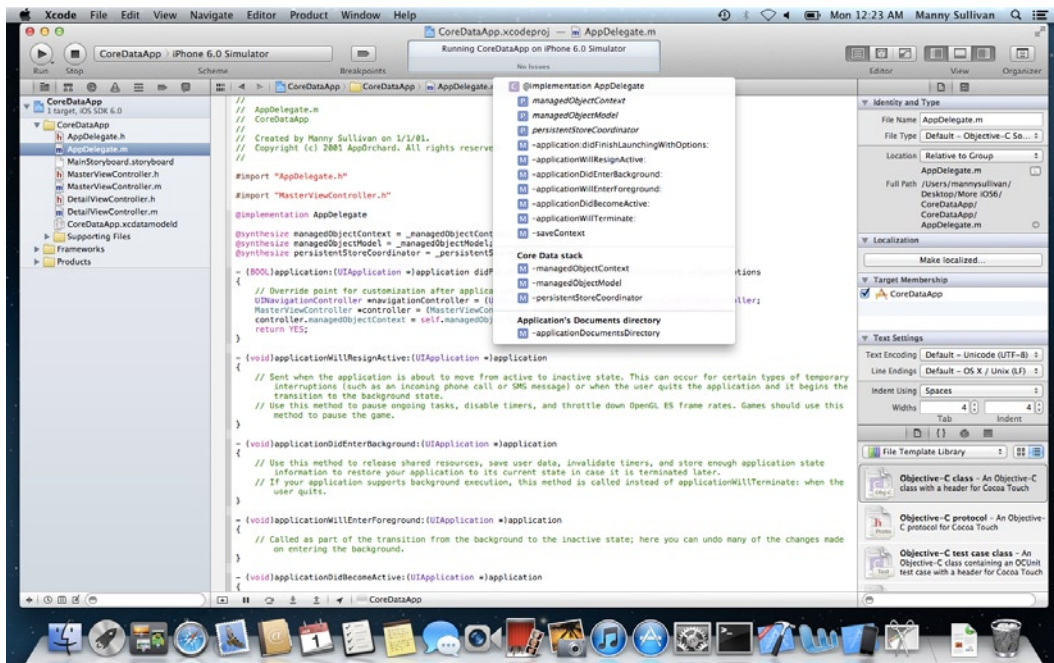 Xcode File Edit View Navigate Editor Product Window Help
Mon 12:23 AM Manny Sullivan
CoreDataApp.xcodeproj — AppDelegate.m
CoreDataApp iPhone 6.0 Simulator
Running CoreDataApp on iPhone 6.0 Simulator
No Issues
Run Stop Scheme Breakpoints Editor View Organizer
CoreDataApp CoreDataApp AppDelegate.
CoreDataApp
1 target, iOS SDK 6.0
CoreDataApp
AppDelegate.h
AppDelegate.m
MainStoryboard.storyboard
MasterViewController.h
MasterViewController.m
DetailViewController.h
DetailViewController.m
CoreDataApp.xcdatamodeld
Supporting Files
Frameworks
Products
//
// AppDelegate.m
// CoreDataApp
//
// Created by Manny Sullivan on 1/1/01.
// Copyright (c) 2001 AppOrchard. All rights reserve
//
#import "AppDelegate.h"
#import "MasterViewController.h"
@implementation AppDelegate
@synthesize managedObjectContext = _managedObjectCont
@synthesize managedObjectModel = _managedObjectModel;
@synthesize persistentStoreCoordinator = _persistentS
- (BOOL)application:(UIApplication *)application didF
ptions
{
// Override point for customization after applica
UINavigationController *navigationController = (U
ller;
MasterViewController *controller = (MasterViewCont
controller.managedObjectContext = self.managedObj
return YES;
}
- (void)applicationWillResignActive:(UIApplication *)application
{
// Sent when the application is about to move from active to inactive state. This can occur for certain types of temporary
interruptions (such as an incoming phone call or SMS message) or when the user quits the application and it begins the
transition to the background state.
// Use this method to pause ongoing tasks, disable timers, and throttle down OpenGL ES frame rates. Games should use this
method to pause the game.
}
- (void)applicationDidEnterBackground:(UIApplication *)application
{
// Use this method to release shared resources, save user data, invalidate timers, and store enough application state
information to restore your application to its current state in case it is terminated later.
// If your application supports background execution, this method is called instead of applicationWillTerminate: when the
user quits.
}
- (void)applicationWillEnterForeground:(UIApplication *)application
{
// Called as part of the transition from the background to the inactive state; here you can undo many of the changes made
on entering the background.
}
- (void)applicationDidBecomeActive:(UIApplication *)application
{
C @implementation AppDelegate
P managedObjectContext
P managedObjectModel
P persistentStoreCoordinator
M -application:didFinishLaunchingWithOptions:
M -applicationWillResignActive:
M -applicationDidEnterBackground:
M -applicationWillEnterForeground:
M -applicationDidBecomeActive:
M -applicationWillTerminate:
M -saveContext
Core Data stack
M -managedObjectContext
M -managedObjectModel
M -persistentStoreCoordinator
Application's Documents directory
M -applicationDocumentsDirectory
Identity and Type
File Name AppDelegate.m
File Type Default - Objective-C So...
Location Relative to Group
AppDelegate.m
Full Path /Users/mannysullivan/
Desktop/More iOS6/
CoreDataApp/
CoreDataApp/
AppDelegate.m
Localization
Make localized...
Target Membership
CoreDataApp
Text Settings
Text Encoding Default - Unicode (UTF-8)
Line Endings Default - OS X / Unix (LF)
Indent Using Spaces
Widths 4 4
Tab Indent
File Template Library
Objective-C class - An Objective-C
class with a header for Cocoa Touch
Objective-C protocol - An Objective-
C protocol for Cocoa Touch
Objective-C test case class - An
Objective-C class containing an OCUnit
test case with a header for Cocoa Touch
CoreDataApp
1